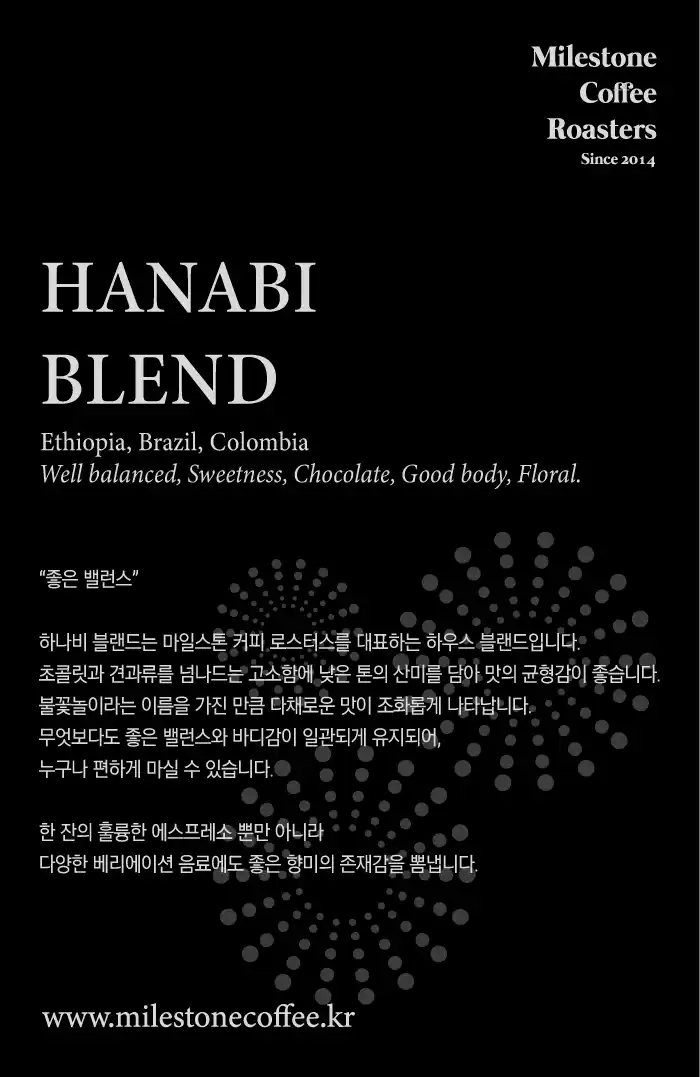 Milestone
Coffee
Roasters
Since 2014
HANABI
BLEND
Ethiopia, Brazil, Colombia
Well balanced, Sweetness, Chocolate, Good body, Floral.
“좋은 밸런스”
하나비 블랜드는 마일스톤 커피 로스터스를 대표하는 하우스 블랜드입니다.
초콜릿과 견과류를 넘나드는 고소함에 낮은 톤의 산미를 담아 맛의 균형감이 좋습니다.
불꽃놀이라는 이름을 가진 만큼 다채로운 맛이 조화롭게 나타납니다.
무엇보다도 좋은 밸런스와 바디감이 일관되게 유지되어,
누구나 편하게 마실 수 있습니다.
한 잔의 훌륭한 에스프레소 뿐만 아니라
다양한 베리에이션 음료에도 좋은 향미의 존재감을 뽐냅니다.
www.milestonecoffee.kr